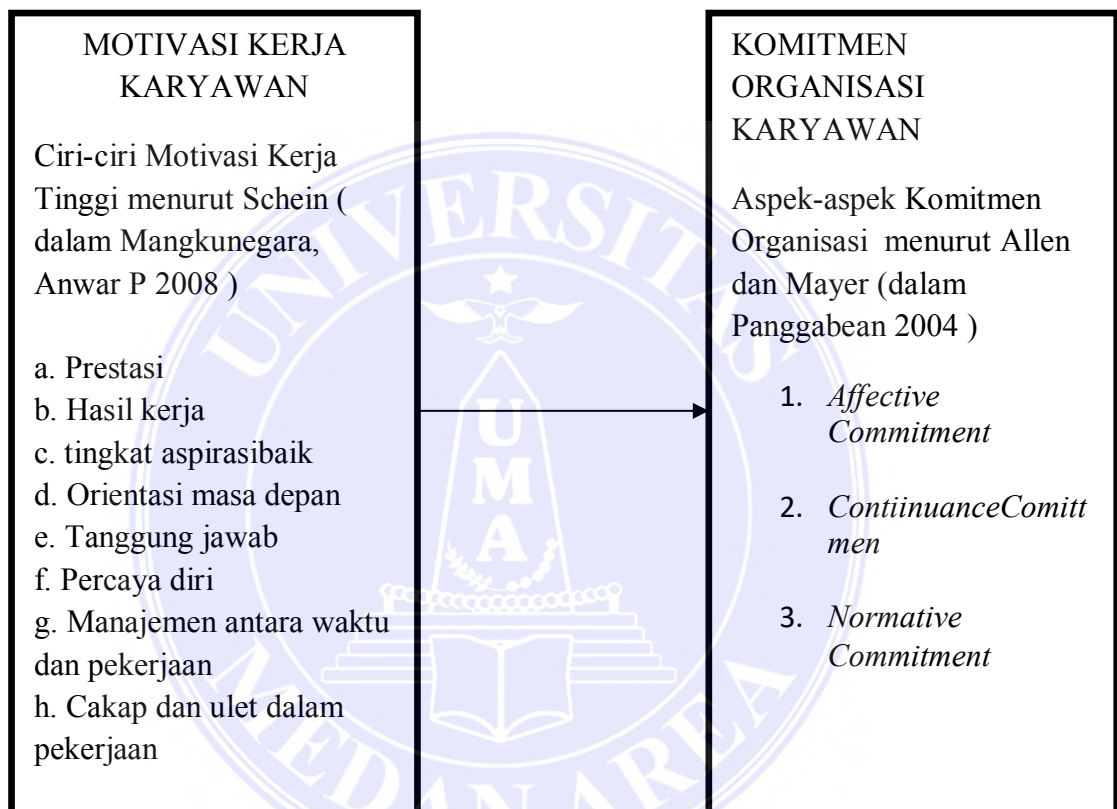 MOTIVASI KERJA
KARYAWAN
Ciri-ciri Motivasi Kerja
Tinggi menurut Schein (
dalam Mangkunegara,
Anwar P 2008 )
a. Prestasi
b. Hasil kerja
c. tingkat aspirasibaik
d. Orientasi masa depan
e. Tanggung jawab
f. Percaya diri
g. Manajemen antara waktu
dan pekerjaan
h. Cakap dan ulet dalam
pekerjaan
KOMITMEN
ORGANISASI
KARYAWAN
Aspek-aspek Komitmen
Organisasi menurut Allen
dan Mayer (dalam
Panggabean 2004 )
1. Affective
Commitment
2. ContiinuanceComitt
men
3. Normative
Commitment
UNIVERSITAS
MEDAN AREA
U
M
A